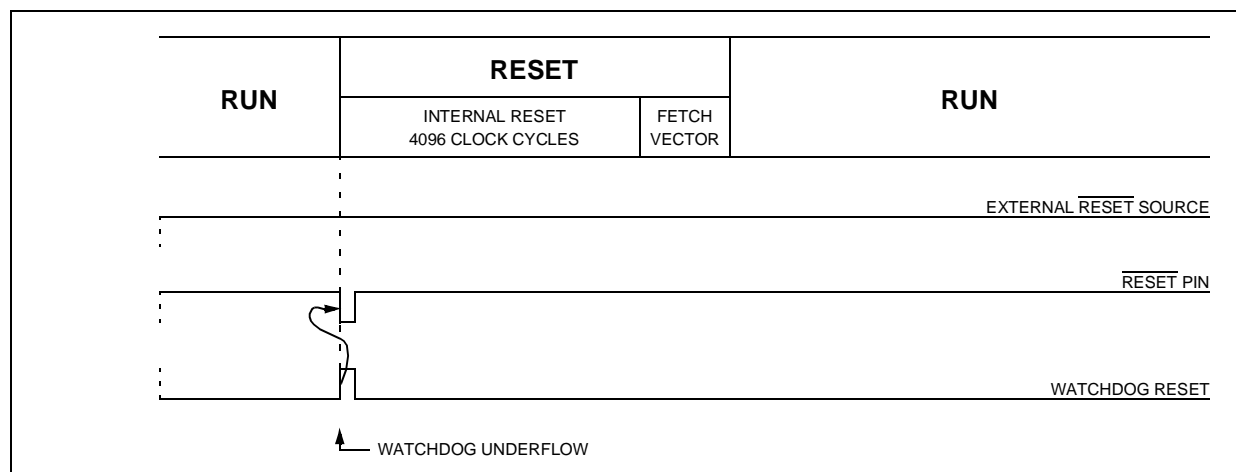 RUN
RESET
RUN
INTERNAL RESET
4096 CLOCK CYCLES
FETCH
VECTOR
EXTERNAL RESET SOURCE
RESET PIN
WATCHDOG RESET
WATCHDOG UNDERFLOW